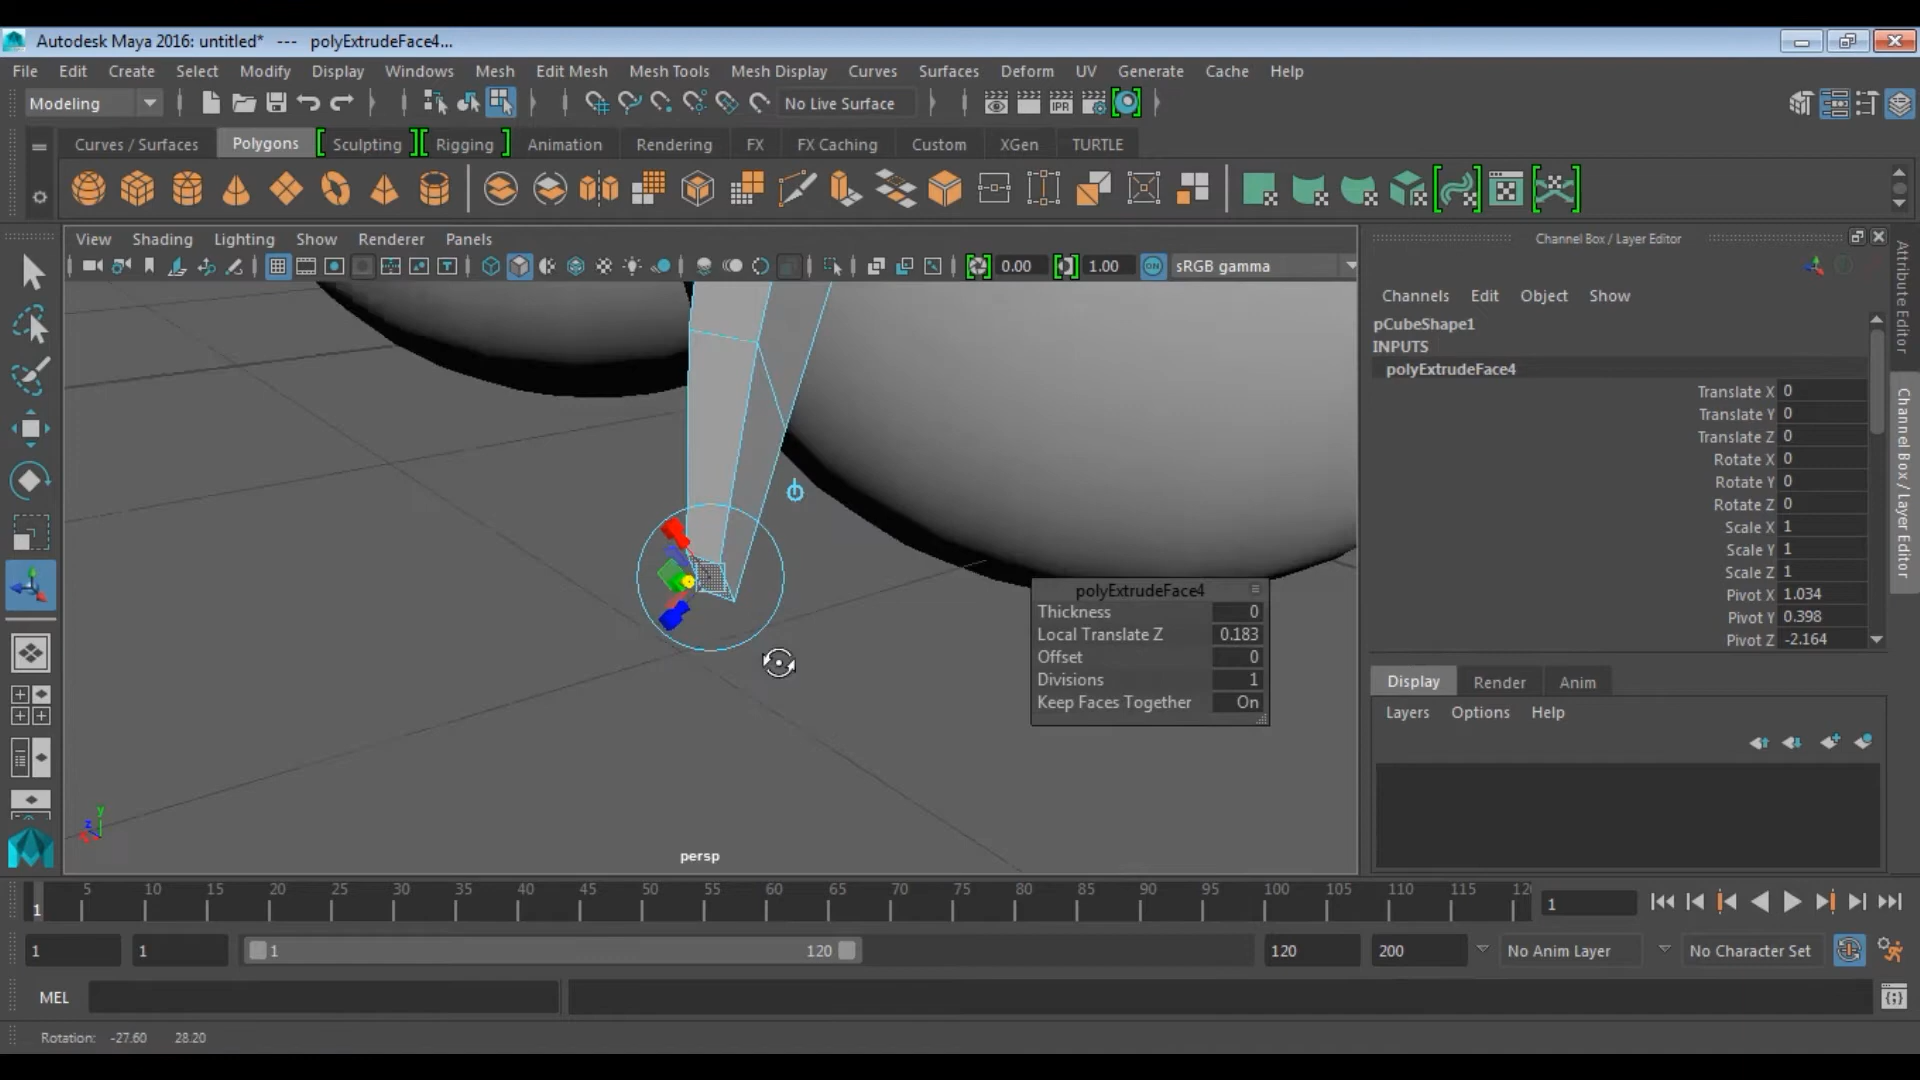 Autodesk Maya 2016: untitled*   ---   polyExtrudeFace4...
File Edit Create Select Modify Display Windows Mesh Edit Mesh Mesh Tools Mesh Display Curves Surfaces Deform UV Generate Cache Help
Modeling No Live Surface IPR
Curves / Surfaces Polygons Sculpting Rigging Animation Rendering FX FX Caching Custom XGen TURTLE
View Shading Lighting Show Renderer Panels
0.00 1.00 ON sRGB gamma
Channel Box / Layer Editor
Channels Edit Object Show
pCubeShape1
INPUTS
polyExtrudeFace4
Translate X 0
Translate Y 0
Translate Z 0
Rotate X 0
Rotate Y 0
Rotate Z 0
Scale X 1
Scale Y 1
Scale Z 1
Pivot X 1.034
Pivot Y 0.398
Pivot Z -2.164
Attribute Editor
Channel Box / Layer Editor
polyExtrudeFace4
Thickness 0
Local Translate Z 0.183
Offset 0
Divisions 1
Keep Faces Together On
Display Render Anim
Layers Options Help
y
z
persp
5 10 15 20 25 30 35 40 45 50 55 60 65 70 75 80 85 90 95 100 105 110 115 12
1 1
1 1 1 120 120 200 No Anim Layer No Character Set
MEL
Rotation: -27.60 28.20